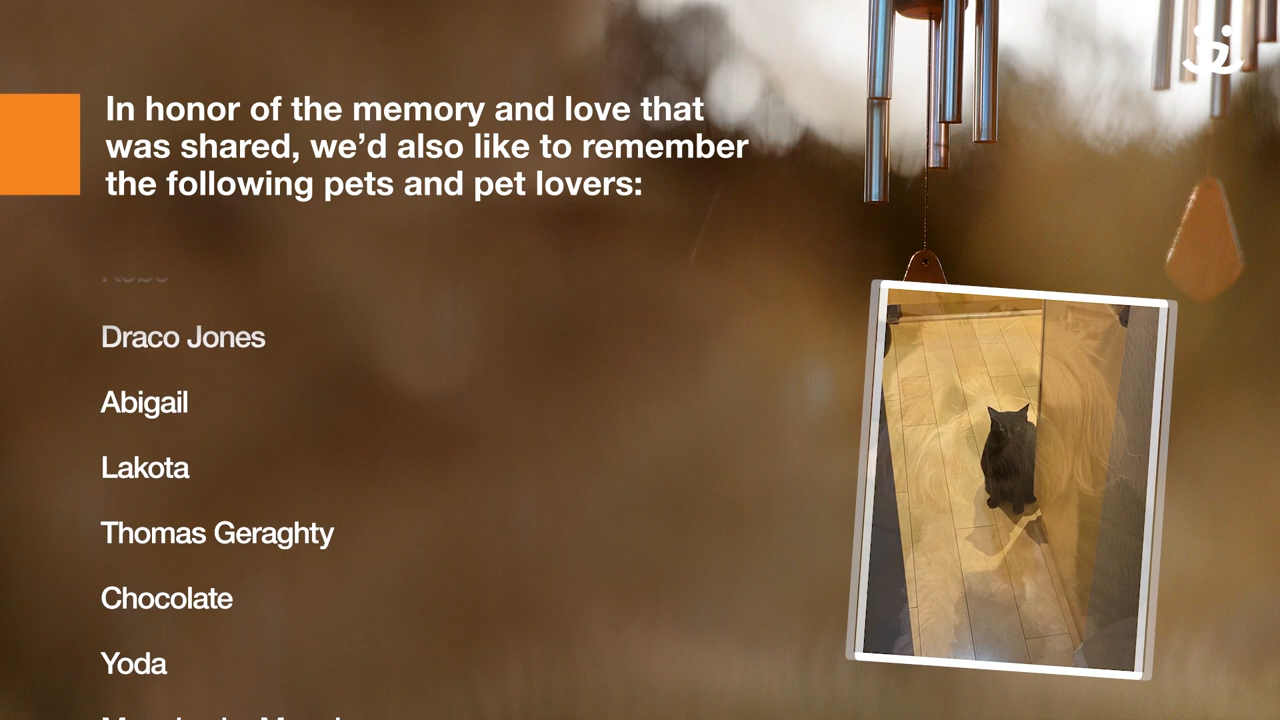 In honor of the memory and love that
was shared, we’d also like to remember
the following pets and pet lovers:
Draco Jones
Abigail
Lakota
Thomas Geraghty
Chocolate
Yoda